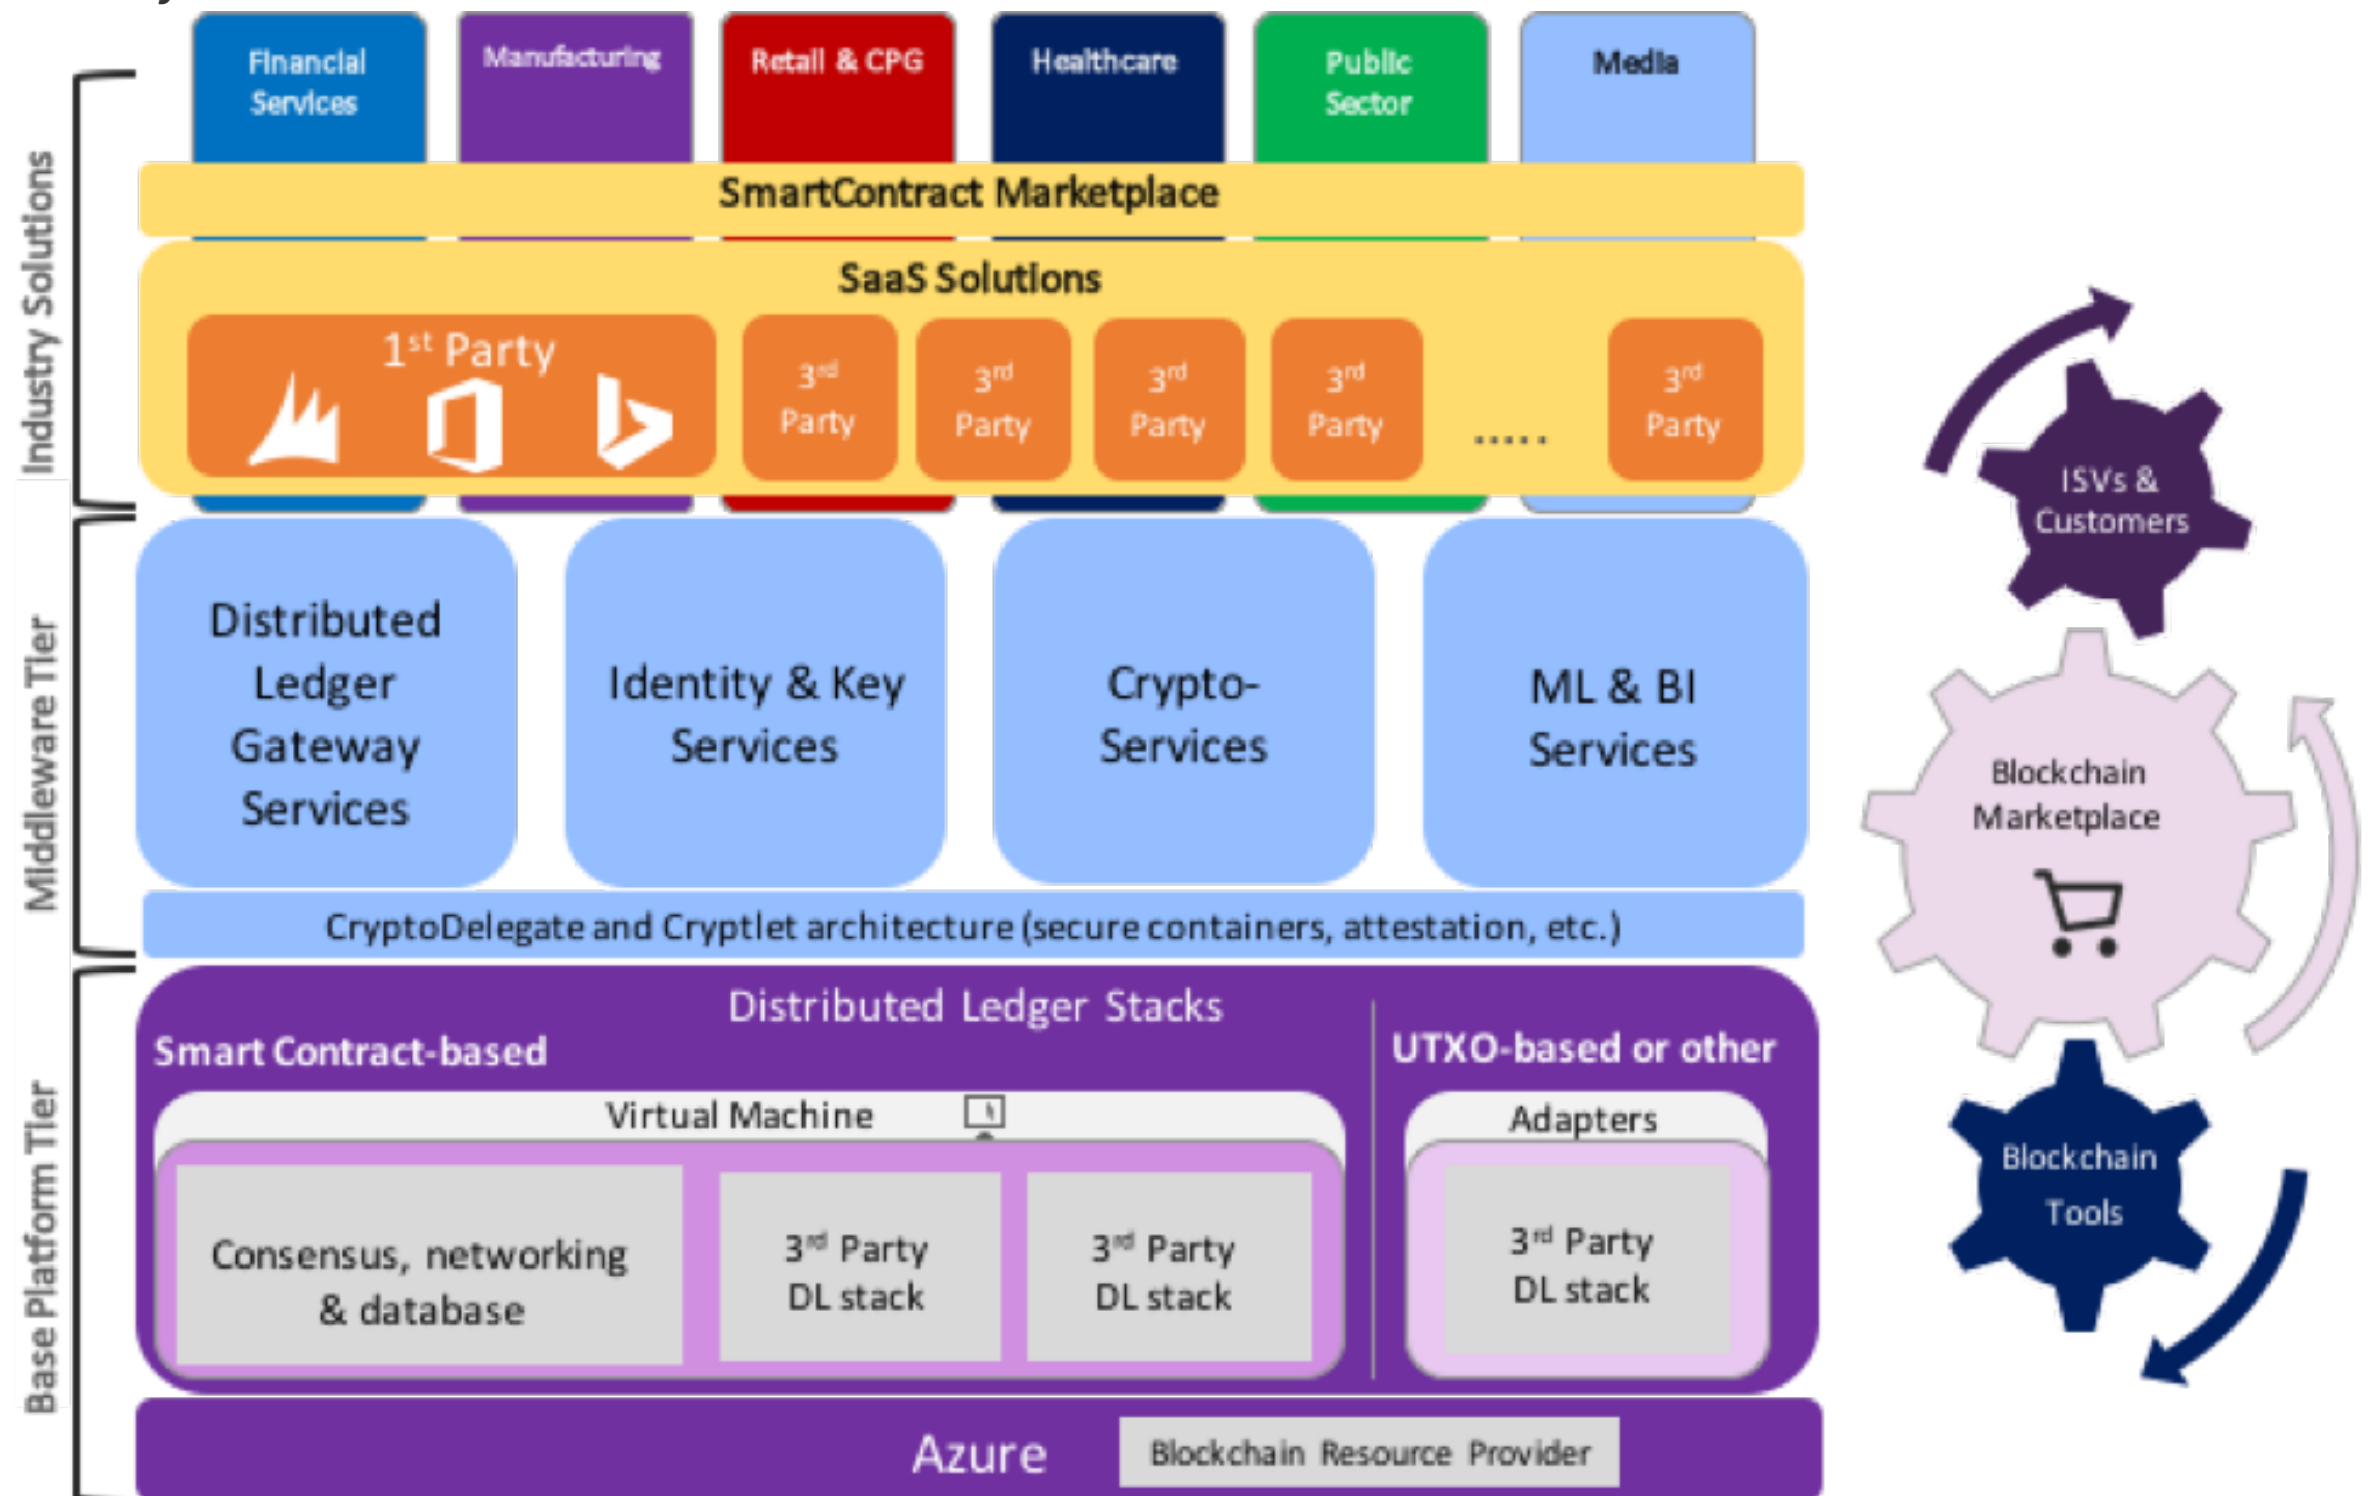 Financial
Services
Manufacturing
Retail & CPG
Healthcare
Public
Sector
Media
Industry Solutions
SmartContract Marketplace
SaaS Solutions
1st Party
3rd
Party
3rd
Party
3rd
Party
3rd
Party
.....
3rd
Party
ISVs &
Customers
Middleware Tier
Distributed
Ledger
Gateway
Services
Identity & Key
Services
Crypto-
Services
ML & BI
Services
Blockchain
Marketplace
CryptoDelegate and Cryptlet architecture (secure containers, attestation, etc.)
Base Platform Tier
Distributed Ledger Stacks
Smart Contract-based
UTXO-based or other
Virtual Machine
Adapters
Consensus, networking
& database
3rd Party
DL stack
3rd Party
DL stack
3rd Party
DL stack
Blockchain
Tools
Azure
Blockchain Resource Provider